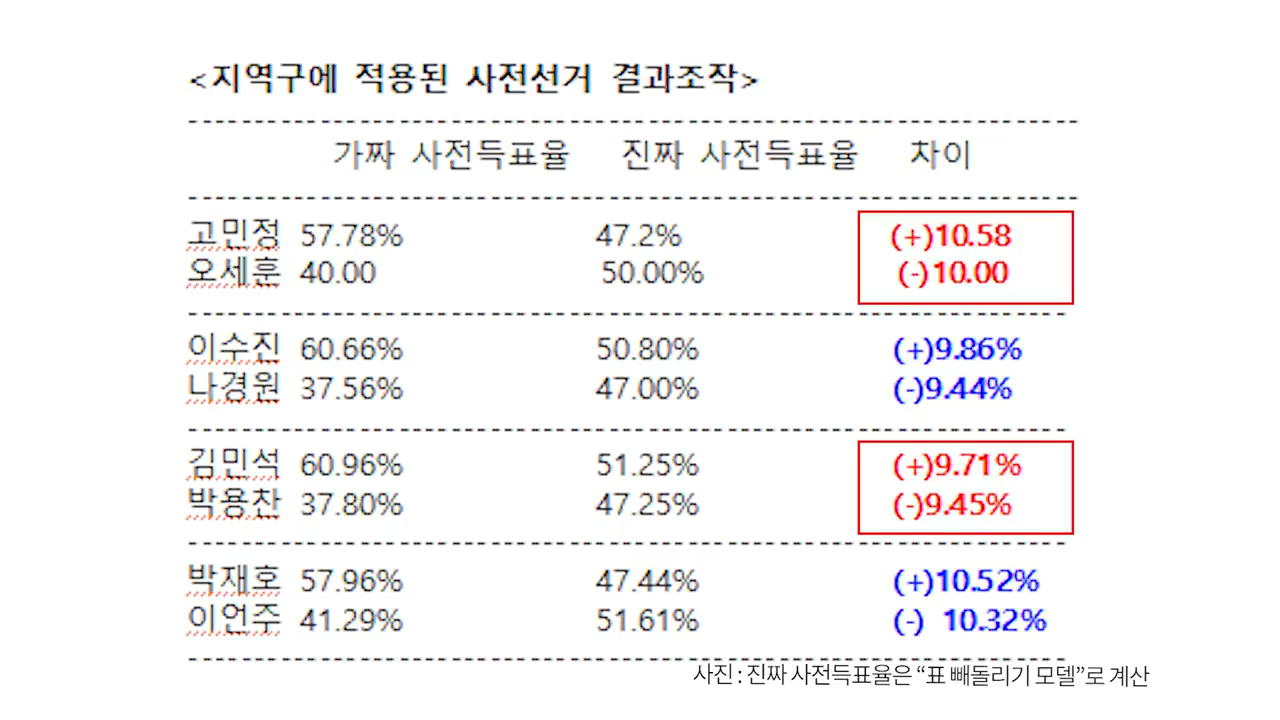 <지역구에 적용된 사전선거 결과조작>
가짜 사전득표율 진짜 사전득표율 차이
고민정 57.78% 47.2% (+)10.58
오세훈 40.00 50.00% (-)10.00
이수진 60.66% 50.80% (+)9.86%
나경원 37.56% 47.00% (-)9.44%
김민석 60.96% 51.25% (+)9.71%
박용찬 37.80% 47.25% (-)9.45%
박재호 57.96% 47.44% (+)10.52%
이언주 41.29% 51.61% (-) 10.32%
사진 : 진짜 사전득표율은 “표 빼돌리기 모델”로 계산